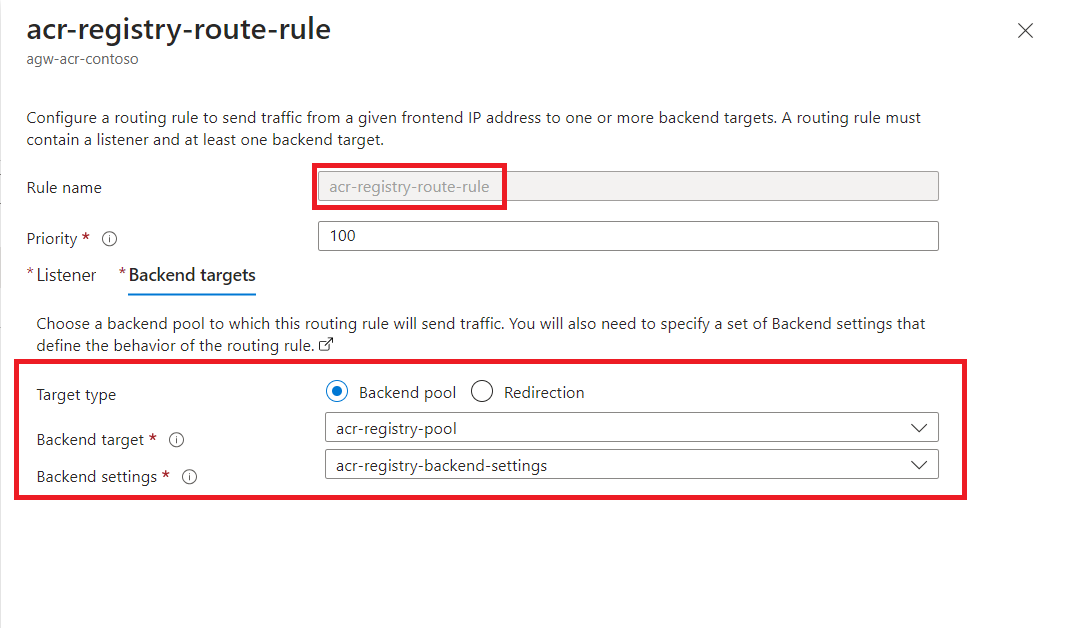 acr-registry-route-rule
agw-acr-contoso
Configure a routing rule to send traffic from a given frontend IP address to one or more backend targets. A routing rule must
contain a listener and at least one backend target.
Rule name
acr-registry-route-rule
Priority *
100
* Listener * Backend targets
Choose a backend pool to which this routing rule will send traffic. You will also need to specify a set of Backend settings that
define the behavior of the routing rule.
Target type
Backend pool Redirection
Backend target *
acr-registry-pool
Backend settings *
acr-registry-backend-settings